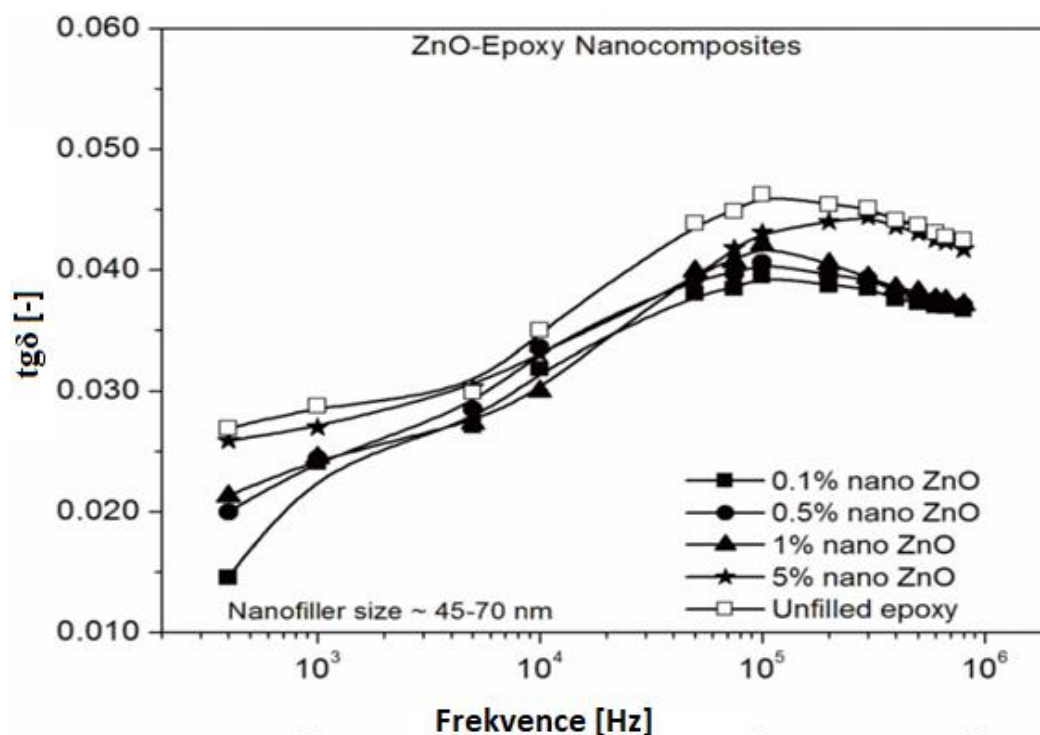 ZnO-Epoxy Nanocomposites
0.060
0.050
0.040
0.030
0.020
0.010
tgδ [-]
0.1% nano ZnO
0.5% nano ZnO
1% nano ZnO
5% nano ZnO
Unfilled epoxy
Nanofiller size ~ 45-70 nm
10³ 10⁴ 10⁵ 10⁶
Frekvence [Hz]